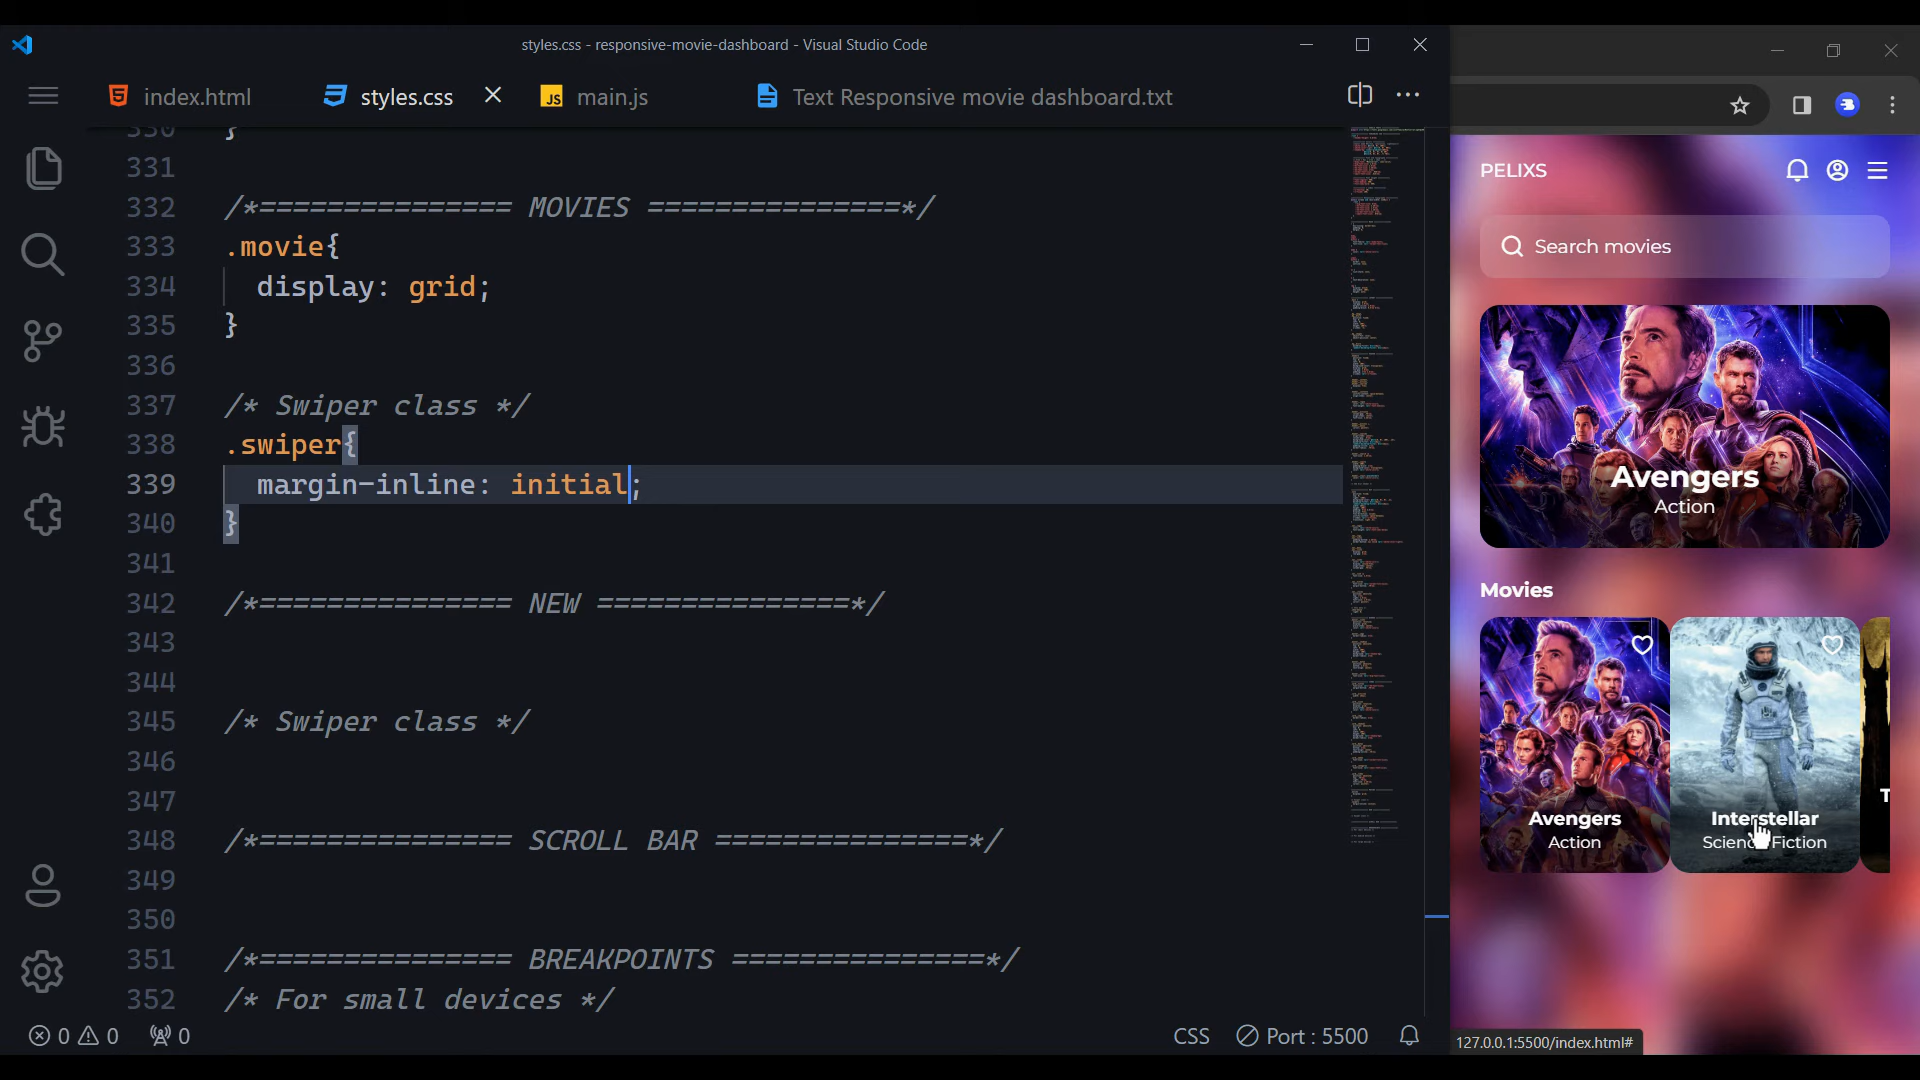 styles.css - responsive-movie-dashboard - Visual Studio Code
index.html
styles.css
JS main.js
Text Responsive movie dashboard.txt
330 }
331
332 /*=============== MOVIES ===============*/
333 .movie{
334 display: grid;
335 }
336
337 /* Swiper class */
338 .swiper{
339 margin-inline: initial;
340 }
341
342 /*=============== NEW ===============*/
343
344
345 /* Swiper class */
346
347
348 /*=============== SCROLL BAR ===============*/
349
350
351 /*=============== BREAKPOINTS ===============*/
352 /* For small devices */
0 0 0
CSS
Port : 5500
PELIXS
Search movies
Avengers
Action
Movies
Avengers
Action
Interstellar
Science Fiction
T
127.0.0.1:5500/index.html#